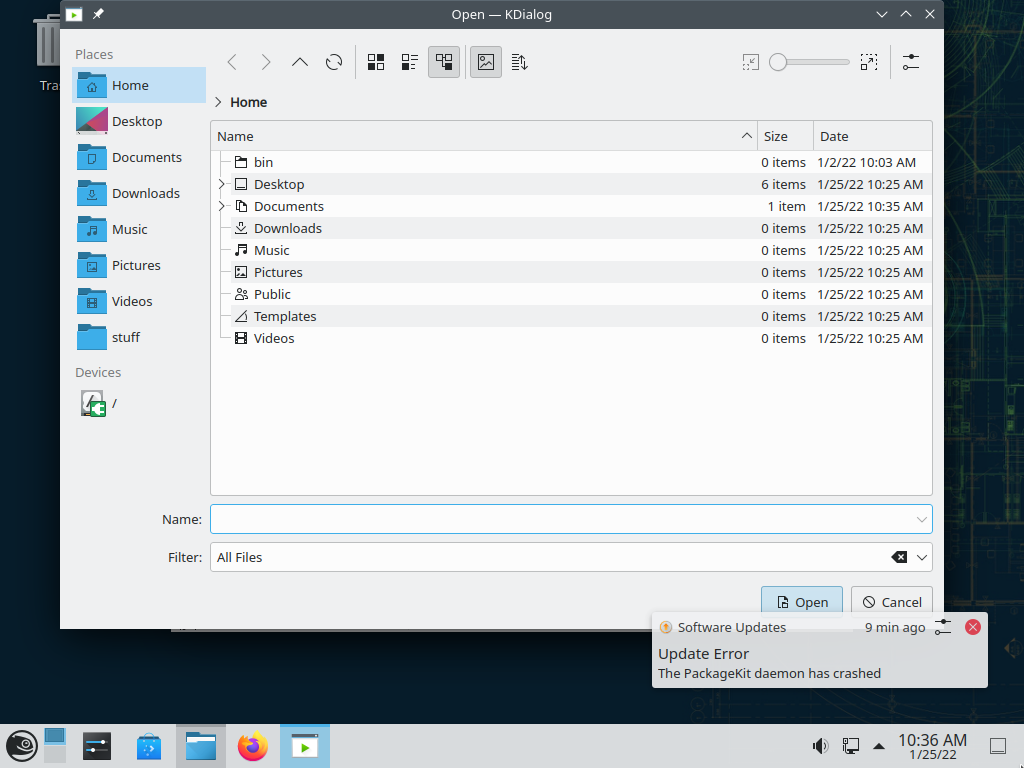 Open — KDialog
Places
Home
Desktop
Documents
Downloads
Music
Pictures
Videos
stuff
Devices
/
Home
Name Size Date
bin 0 items 1/2/22 10:03 AM
Desktop 6 items 1/25/22 10:25 AM
Documents 1 item 1/25/22 10:35 AM
Downloads 0 items 1/25/22 10:25 AM
Music 0 items 1/25/22 10:25 AM
Pictures 0 items 1/25/22 10:25 AM
Public 0 items 1/25/22 10:25 AM
Templates 0 items 1/25/22 10:25 AM
Videos 0 items 1/25/22 10:25 AM
Name:
Filter: All Files
Open Cancel
Software Updates 9 min ago
Update Error
The PackageKit daemon has crashed
10:36 AM
1/25/22